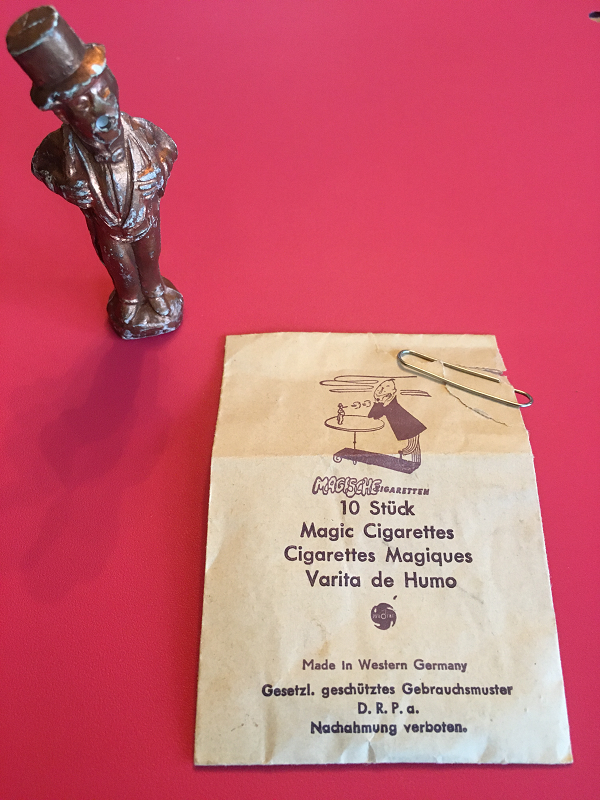 MAGISCHE CIGARETTEN
10 Stück
Magic Cigarettes
Cigarettes Magiques
Varita de Humo
Made in Western Germany
Gesetzl. geschütztes Gebrauchsmuster
D. R. P. a.
Nachahmung verboten.